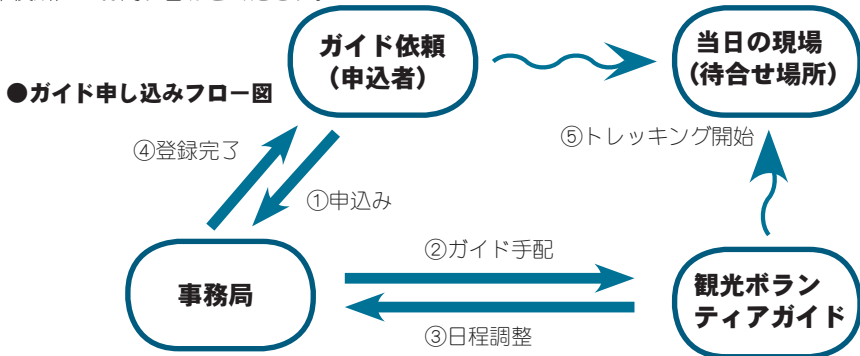 ガイド依頼
（申込者）
当日の現場
（待合せ場所）
●ガイド申し込みフロー図
④登録完了
⑤トレッキング開始
①申込み
②ガイド手配
事務局
観光ボラン
ティアガイド
③日程調整